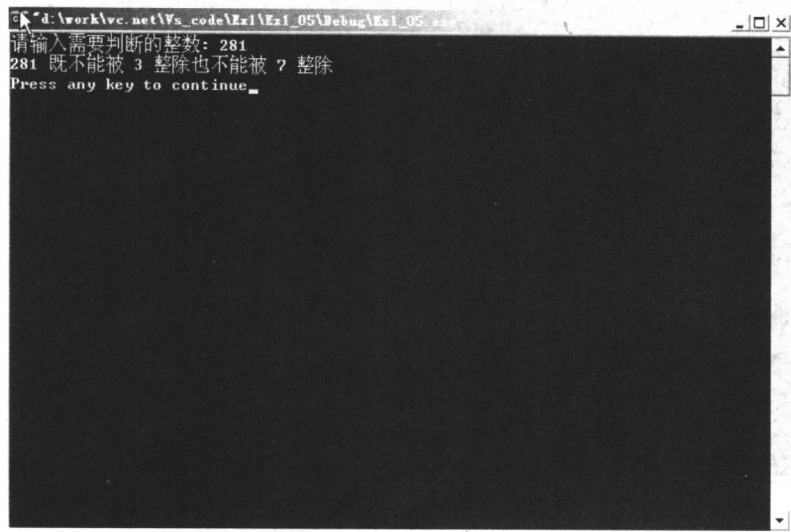 "d:\work\vc.net\Vs_code\Ex1\Ex1_05\Debug\Ex1_05.exe
请输入需要判断的整数: 281
281 既不能被 3 整除也不能被 7 整除
Press any key to continue